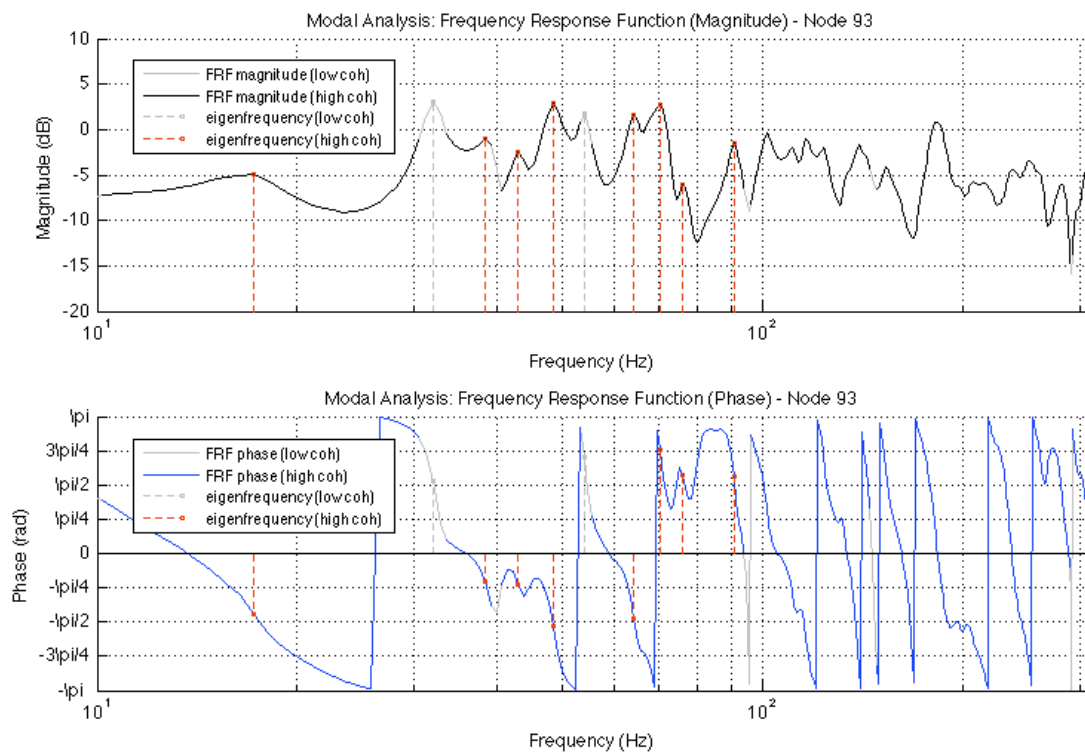 Modal Analysis: Frequency Response Function (Magnitude) - Node 93
10
5
0
-5
-10
-15
-20
Magnitude (dB)
FRF magnitude (low coh)
FRF magnitude (high coh)
eigenfrequency (low coh)
eigenfrequency (high coh)
10^1
10^2
Frequency (Hz)
Modal Analysis: Frequency Response Function (Phase) - Node 93
\pi
3\pi/4
\pi/2
\pi/4
0
-\pi/4
-\pi/2
-3\pi/4
-\pi
Phase (rad)
FRF phase (low coh)
FRF phase (high coh)
eigenfrequency (low coh)
eigenfrequency (high coh)
10^1
10^2
Frequency (Hz)